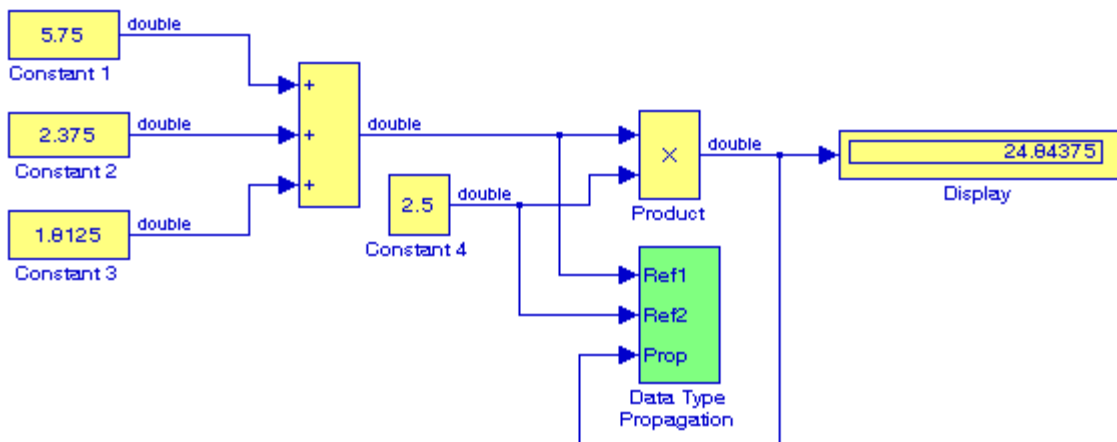 5.75
double
Constant 1
+
2.375
double
Constant 2
+
double
1.8125
double
Constant 3
+
2.5
double
Constant 4
×
double
Product
24.84375
Display
Ref1
Ref2
Prop
Data Type
Propagation